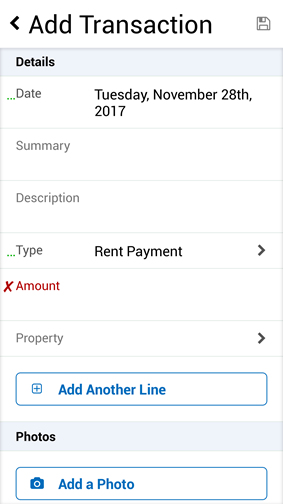 Add Transaction
Details
...Date Tuesday, November 28th,
2017
Summary
Description
...Type Rent Payment
✗ Amount
Property
Add Another Line
Photos
Add a Photo